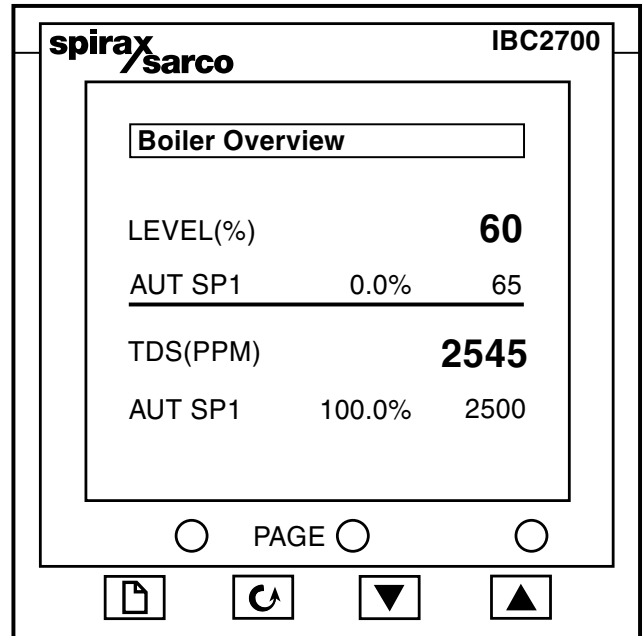 spirax
sarco
IBC2700
Boiler Overview
LEVEL(%) 60
AUT SP1 0.0% 65
TDS(PPM) 2545
AUT SP1 100.0% 2500
PAGE